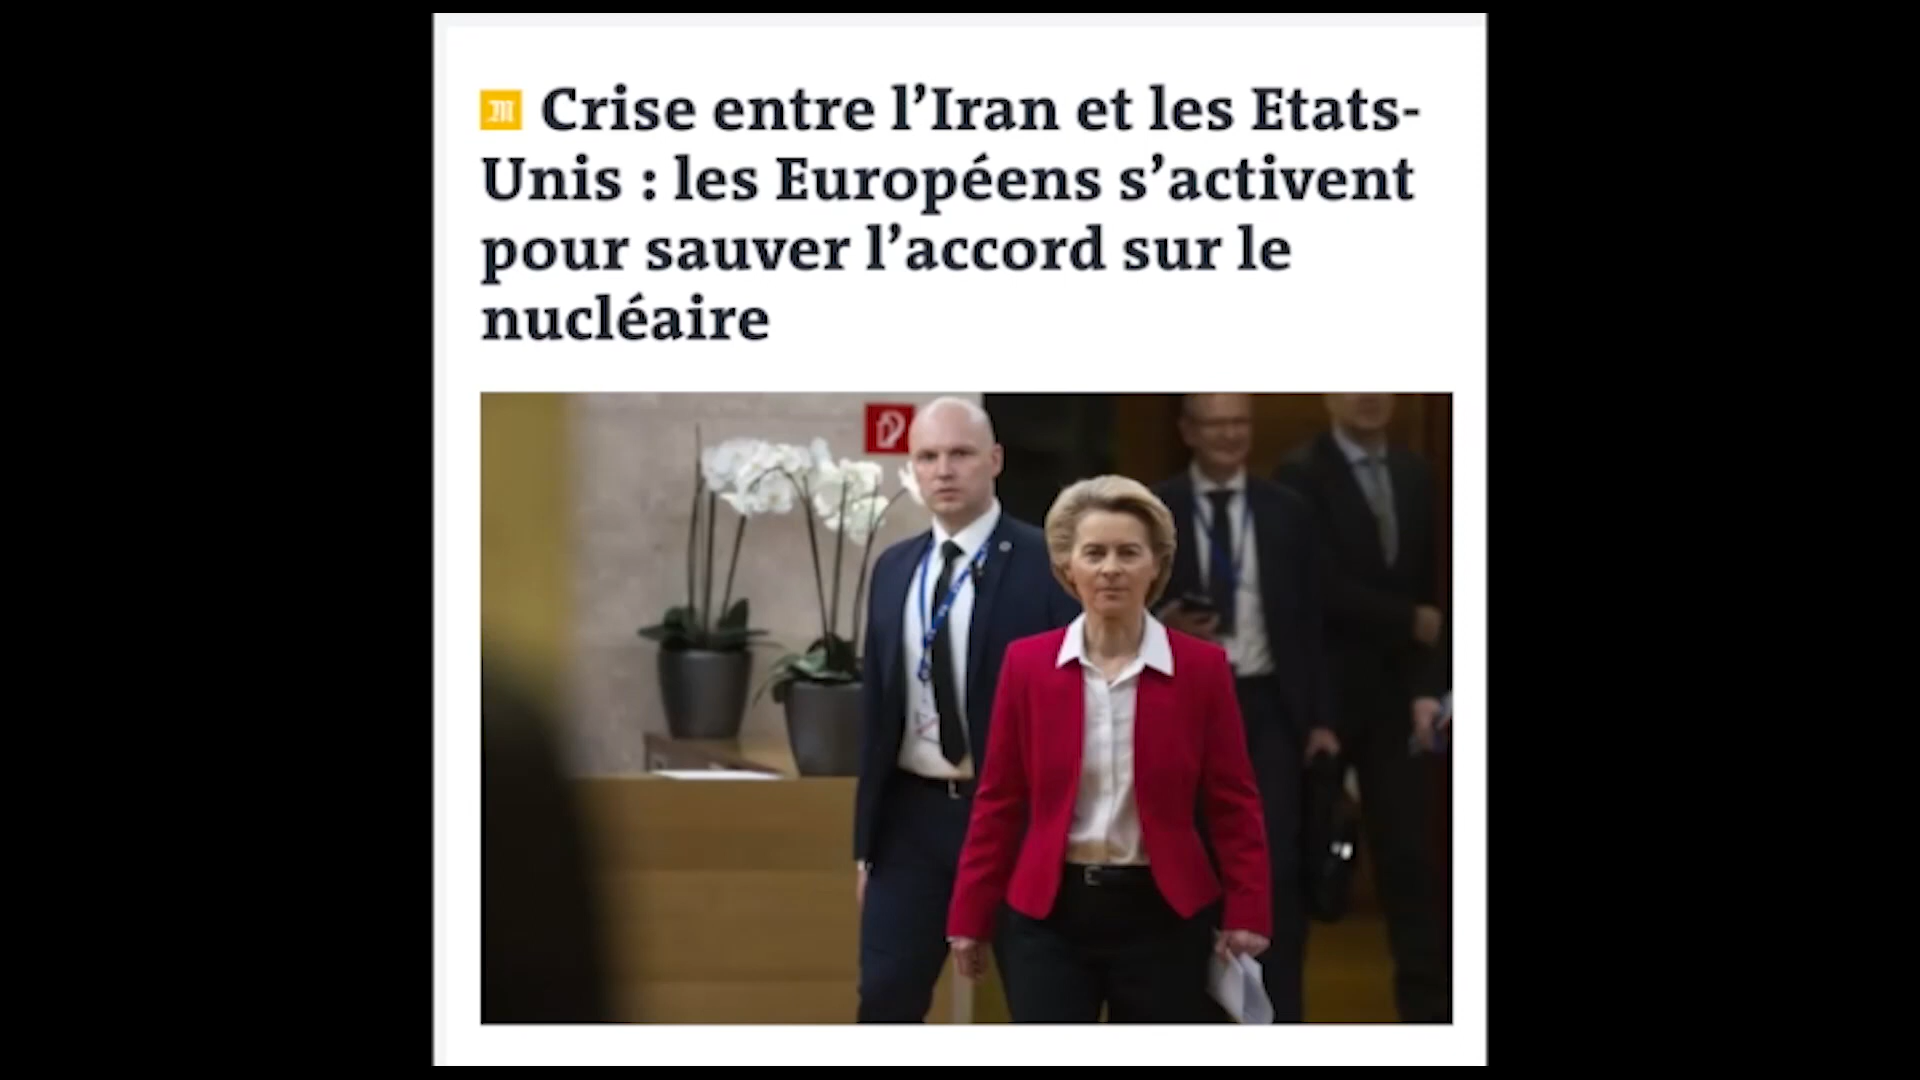 M Crise entre l’Iran et les Etats-
Unis : les Européens s’activent
pour sauver l’accord sur le
nucléaire